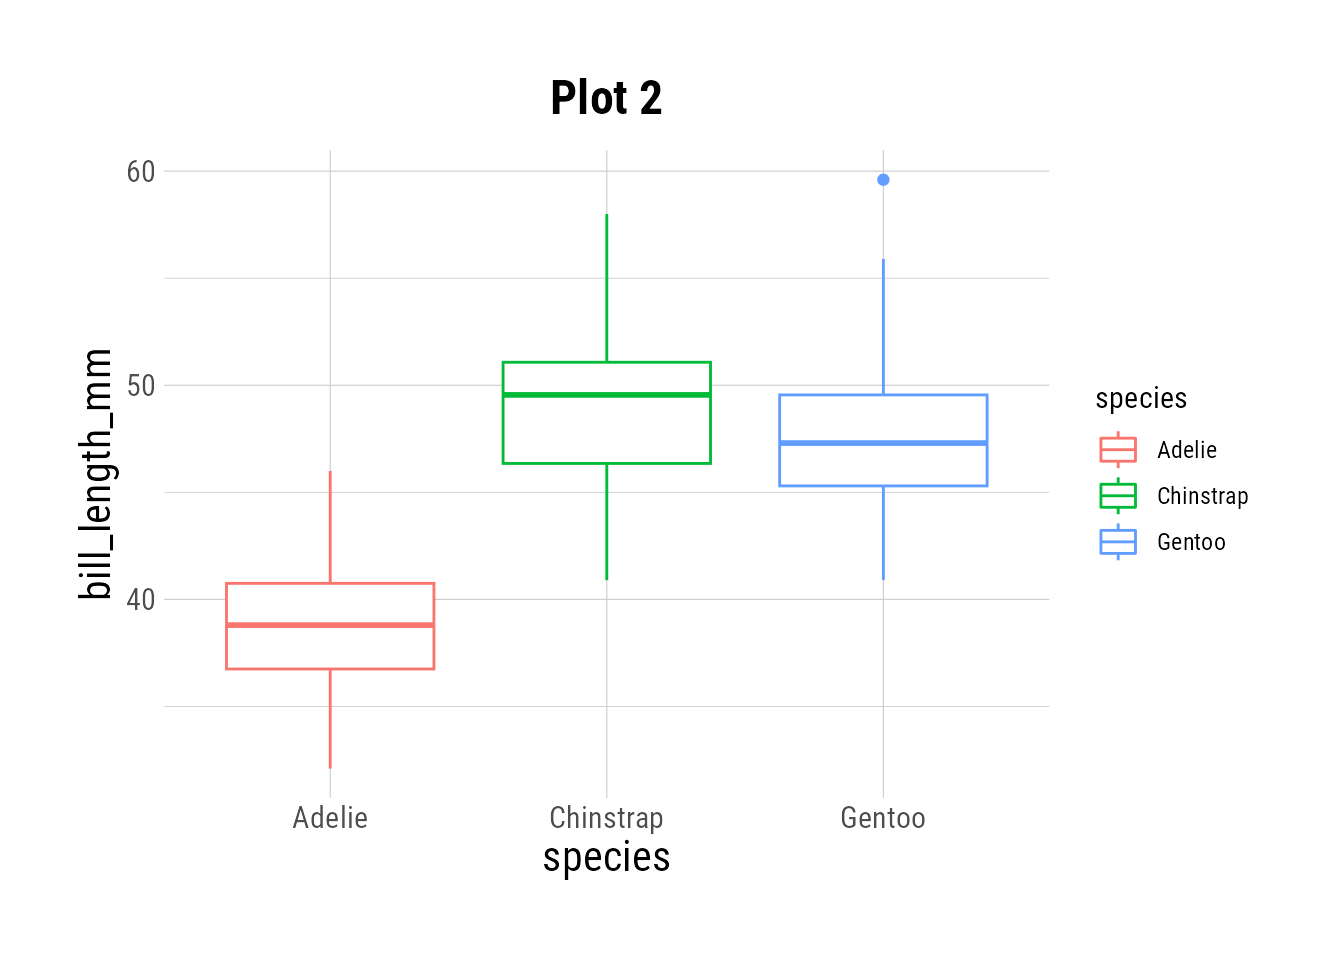 Plot 2
60
50
40
bill_length_mm
Adelie
Chinstrap
Gentoo
species
species
Adelie
Chinstrap
Gentoo